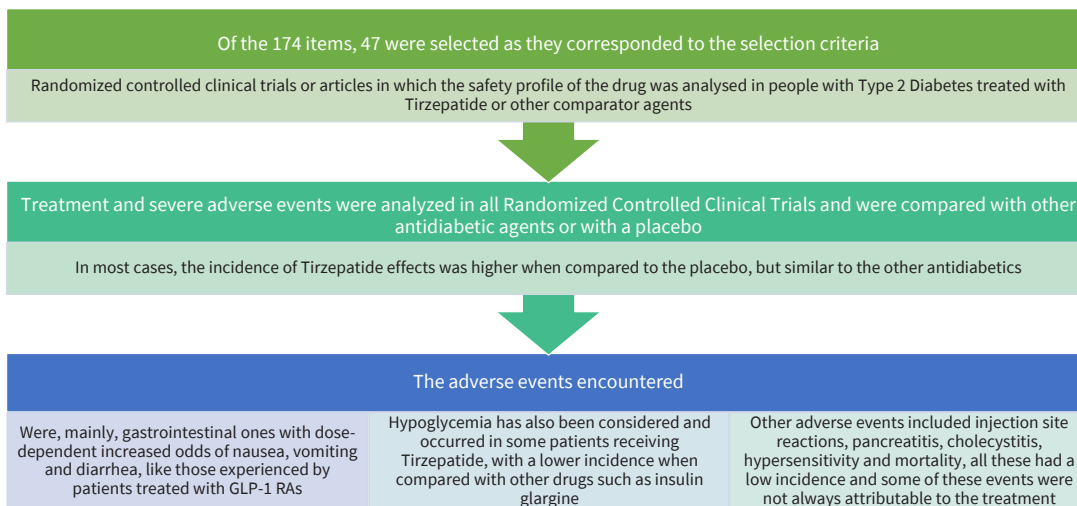 Of the 174 items, 47 were selected as they corresponded to the selection criteria
Randomized controlled clinical trials or articles in which the safety profile of the drug was analysed in people with Type 2 Diabetes treated with
Tirzepatide or other comparator agents
Treatment and severe adverse events were analyzed in all Randomized Controlled Clinical Trials and were compared with other
antidiabetic agents or with a placebo
In most cases, the incidence of Tirzepatide effects was higher when compared to the placebo, but similar to the other antidiabetics
The adverse events encountered
Were, mainly, gastrointestinal ones with dose-
dependent increased odds of nausea, vomiting
and diarrhea, like those experienced by
patients treated with GLP-1 RAs
Hypoglycemia has also been considered and
occurred in some patients receiving
Tirzepatide, with a lower incidence when
compared with other drugs such as insulin
glargine
Other adverse events included injection site
reactions, pancreatitis, cholecystitis,
hypersensitivity and mortality, all these had a
low incidence and some of these events were
not always attributable to the treatment